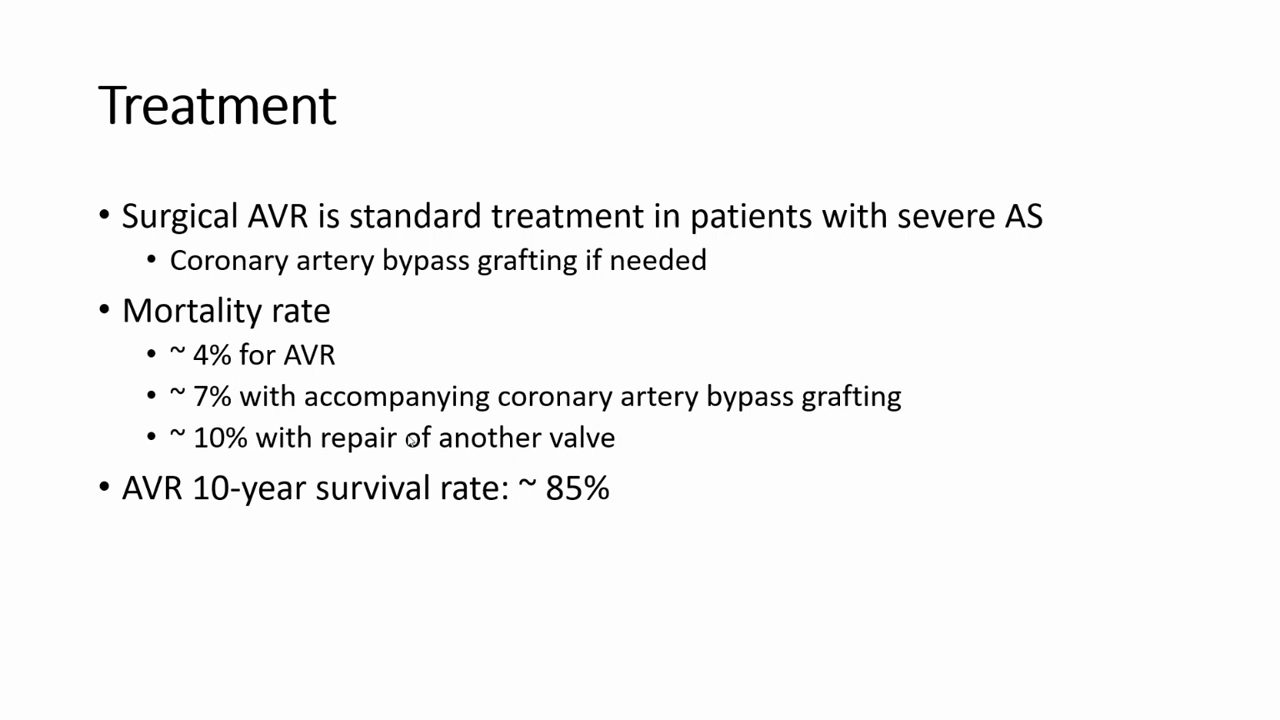 Treatment
• Surgical AVR is standard treatment in patients with severe AS
• Coronary artery bypass grafting if needed
• Mortality rate
• ~ 4% for AVR
• ~ 7% with accompanying coronary artery bypass grafting
• ~ 10% with repair of another valve
• AVR 10-year survival rate: ~ 85%